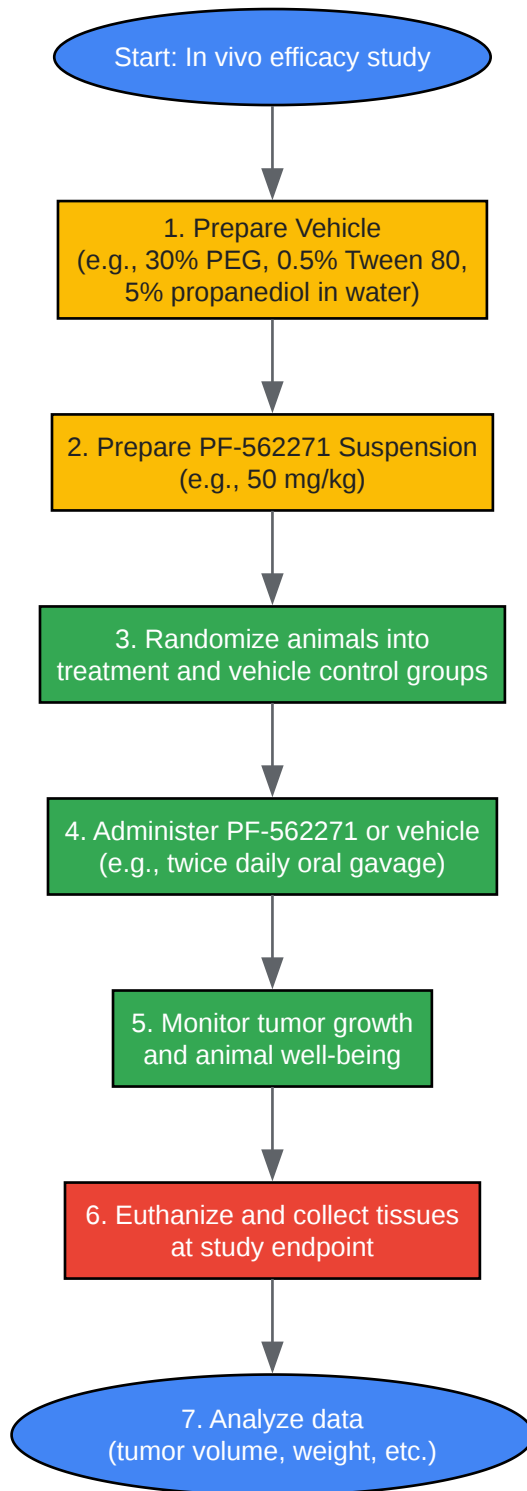 Start: In vivo efficacy study
1. Prepare Vehicle
(e.g., 30% PEG, 0.5% Tween 80,
5% propanediol in water)
2. Prepare PF-562271 Suspension
(e.g., 50 mg/kg)
3. Randomize animals into
treatment and vehicle control groups
4. Administer PF-562271 or vehicle
(e.g., twice daily oral gavage)
5. Monitor tumor growth
and animal well-being
6. Euthanize and collect tissues
at study endpoint
7. Analyze data
(tumor volume, weight, etc.)